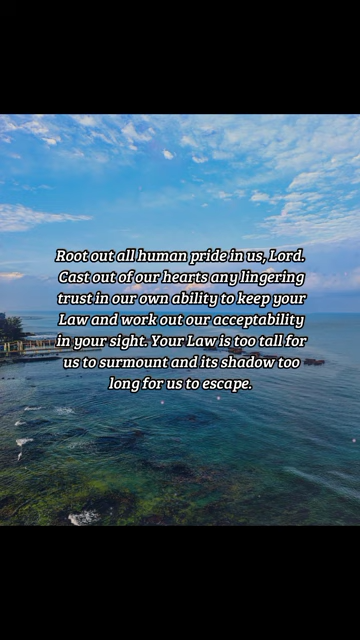 Root out all human pride in us, Lord.
Cast out of our hearts any lingering
trust in our own ability to keep your
Law and work out our acceptability
in your sight. Your Law is too tall for
us to surmount and its shadow too
long for us to escape.